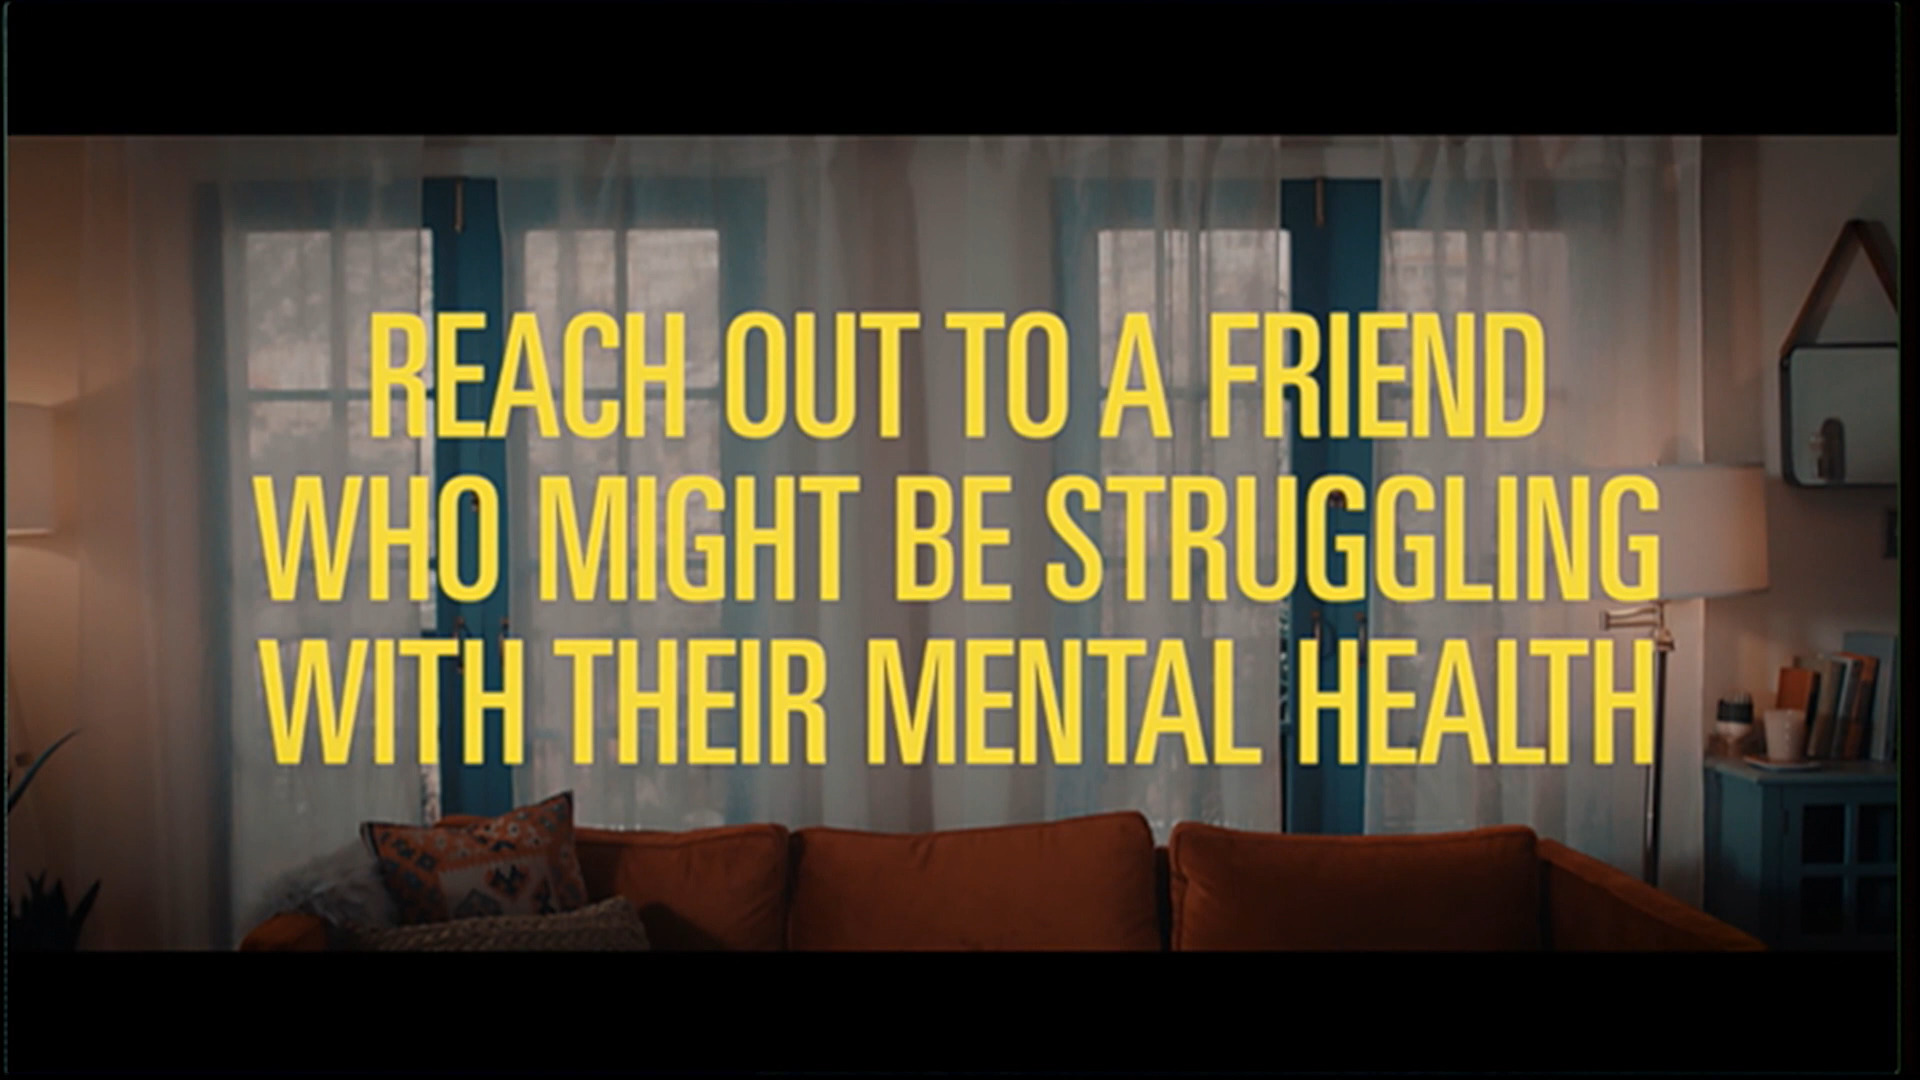 REACH OUT TO A FRIEND
WHO MIGHT BE STRUGGLING
WITH THEIR MENTAL HEALTH